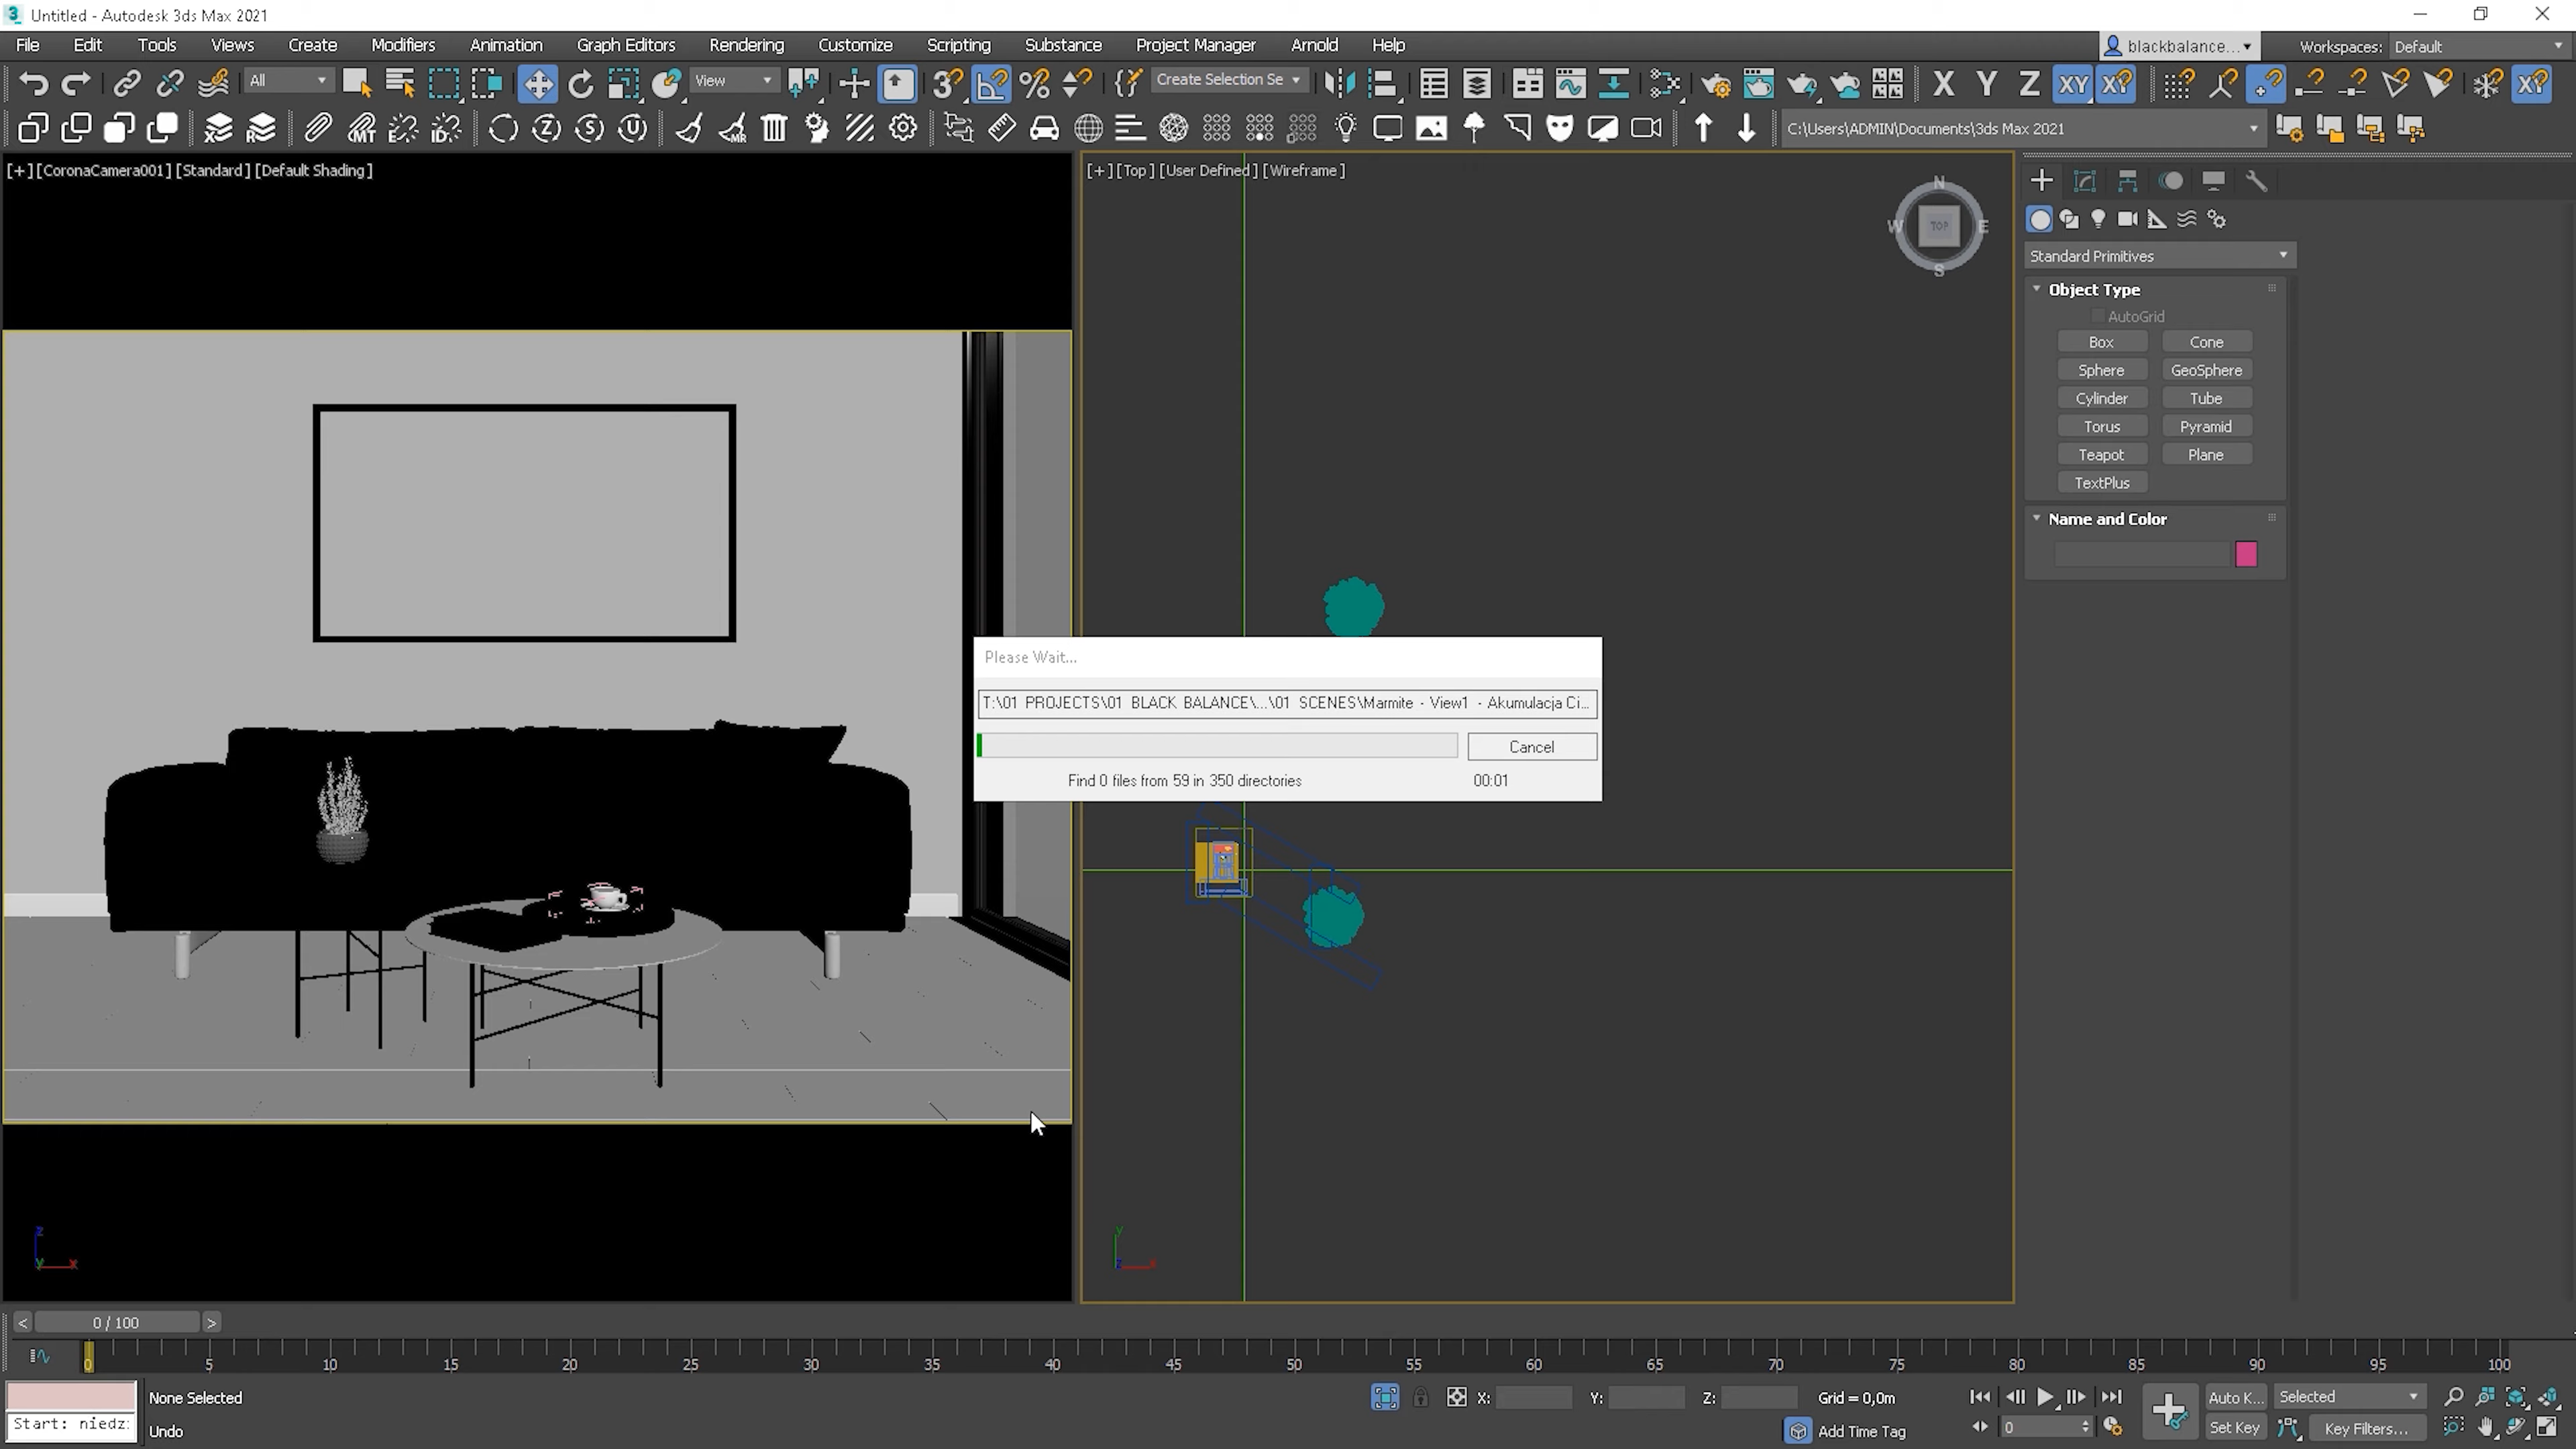 Untitled - Autodesk 3ds Max 2021
File Edit Tools Views Create Modifiers Animation Graph Editors Rendering Customize Scripting Substance Project Manager Arnold Help
blackbalance... Workspaces: Default
All View Create Selection Se X Y Z XY
C:\Users\ADMIN\Documents\3ds Max 2021
[+] [CoronaCamera001] [Standard] [Default Shading]
[+] [Top] [User Defined] [Wireframe]
N
W TOP E
S
Standard Primitives
Object Type
AutoGrid
Box Cone
Sphere GeoSphere
Cylinder Tube
Torus Pyramid
Teapot Plane
TextPlus
Name and Color
Please Wait...
T:\01 PROJECTS\01 BLACK BALANCE\...\01 SCENES\Marmite - View1 - Akumulacja Ci...
Cancel
Find 0 files from 59 in 350 directories 00:01
z
y x
y
z x
< 0 / 100 >
0 5 10 15 20 25 30 35 40 45 50 55 60 65 70 75 80 85 90 95 100
None Selected
Start: niedz:
Undo
X: Y: Z: Grid = 0,0m
Add Time Tag
0
Auto K... Selected
Set Key Key Filters...